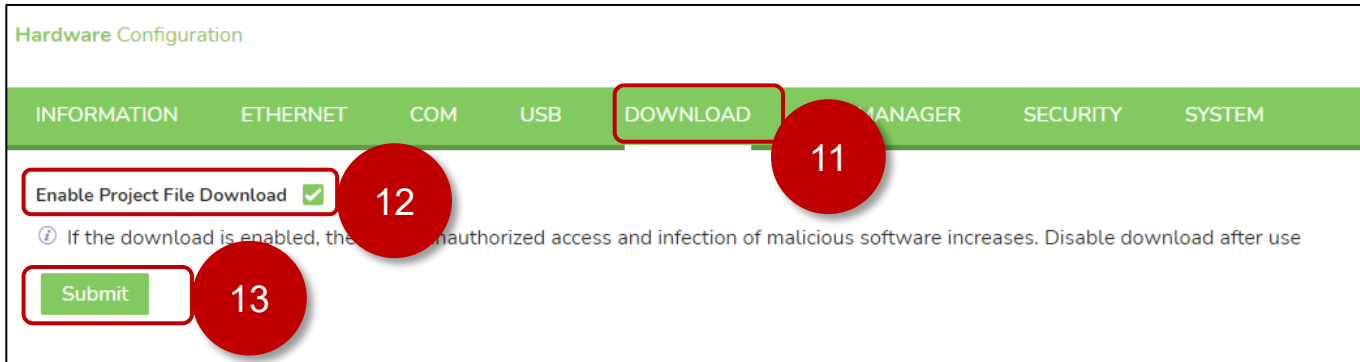 Hardware Configuration
INFORMATION ETHERNET COM USB DOWNLOAD MANAGER SECURITY SYSTEM
11
Enable Project File Download
12
If the download is enabled, the unauthorized access and infection of malicious software increases. Disable download after use
Submit
13